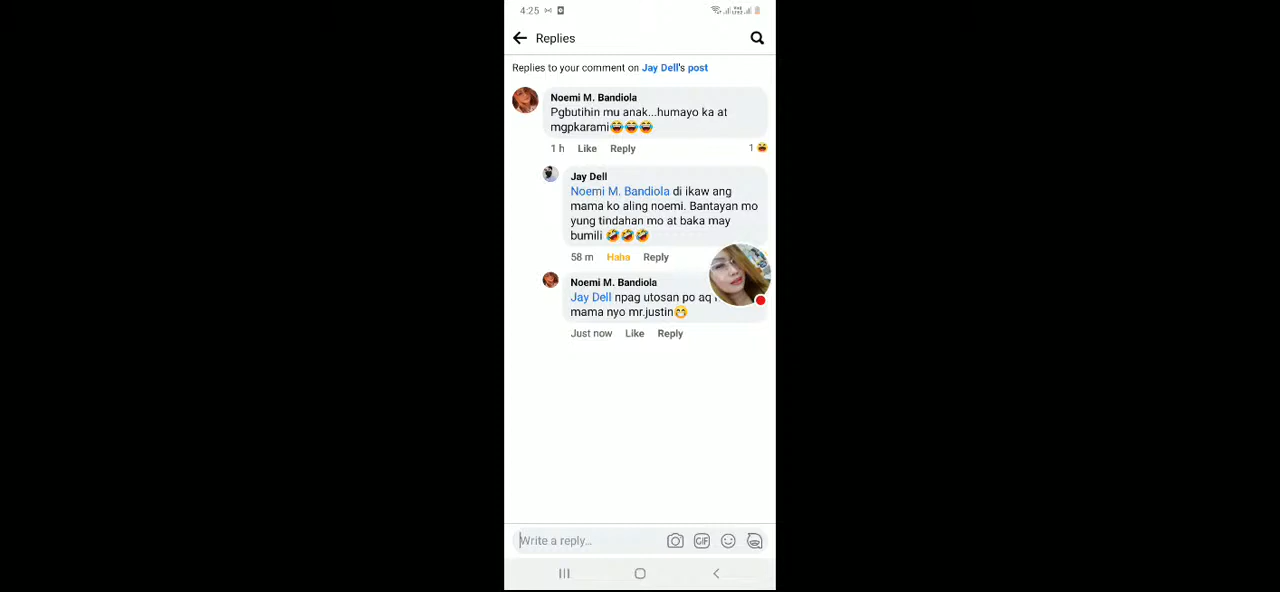 4:25
Replies
Replies to your comment on Jay Dell's post
Noemi M. Bandiola
Pgbutihin mu anak...humayo ka at
mgpkarami😂😂😂
1 h Like Reply 1
Jay Dell
Noemi M. Bandiola di ikaw ang
mama ko aling noemi. Bantayan mo
yung tindahan mo at baka may
bumili 🤣🤣🤣
58 m Haha Reply
Noemi M. Bandiola
Jay Dell npag utosan po aq
mama nyo mr.justin😁
Just now Like Reply
Write a reply...
GIF